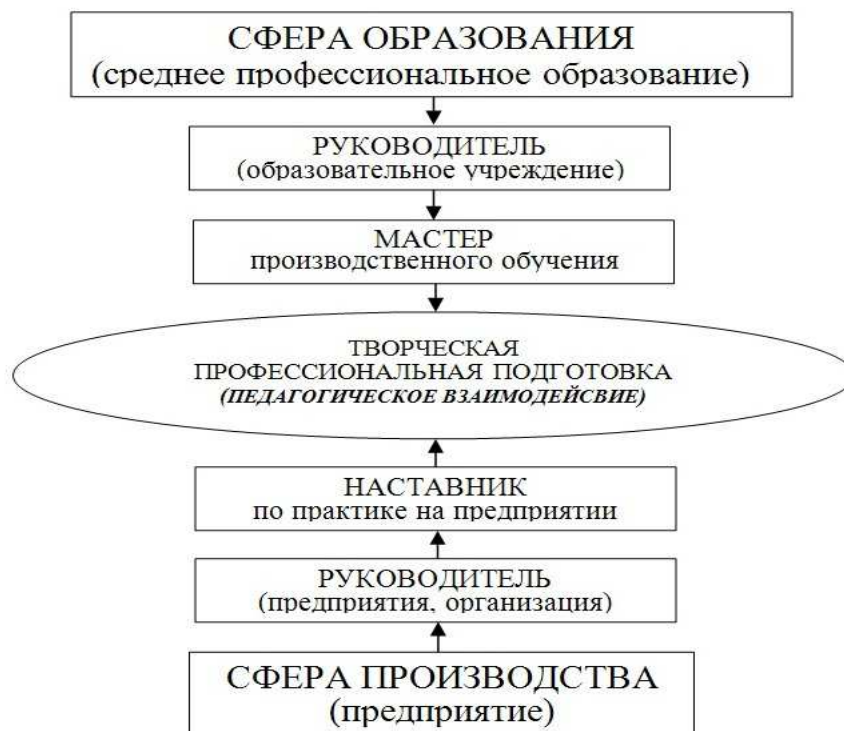 СФЕРА ОБРАЗОВАНИЯ
(среднее профессиональное образование)
РУКОВОДИТЕЛЬ
(образовательное учреждение)
МАСТЕР
производственного обучения
ТВОРЧЕСКАЯ
ПРОФЕССИОНАЛЬНАЯ ПОДГОТОВКА
(ПЕДАГОГИЧЕСКОЕ ВЗАИМОДЕЙСВИЕ)
НАСТАВНИК
по практике на предприятии
РУКОВОДИТЕЛЬ
(предприятия, организация)
СФЕРА ПРОИЗВОДСТВА
(предприятие)